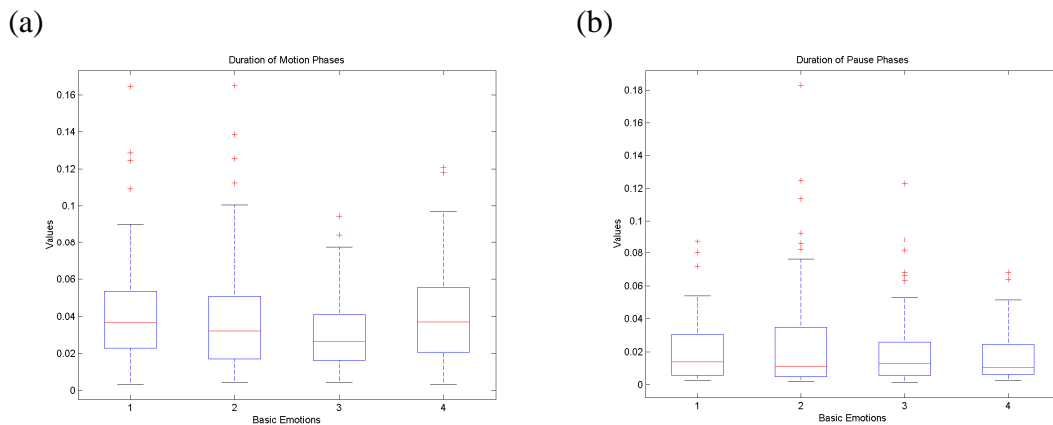 (a)
(b)
Duration of Motion Phases
0.16
0.14
0.12
0.1
0.08
0.06
0.04
0.02
0
Values
1 2 3 4
Basic Emotions
Duration of Pause Phases
0.18
0.16
0.14
0.12
0.1
0.08
0.06
0.04
0.02
0
Values
1 2 3 4
Basic Emotions